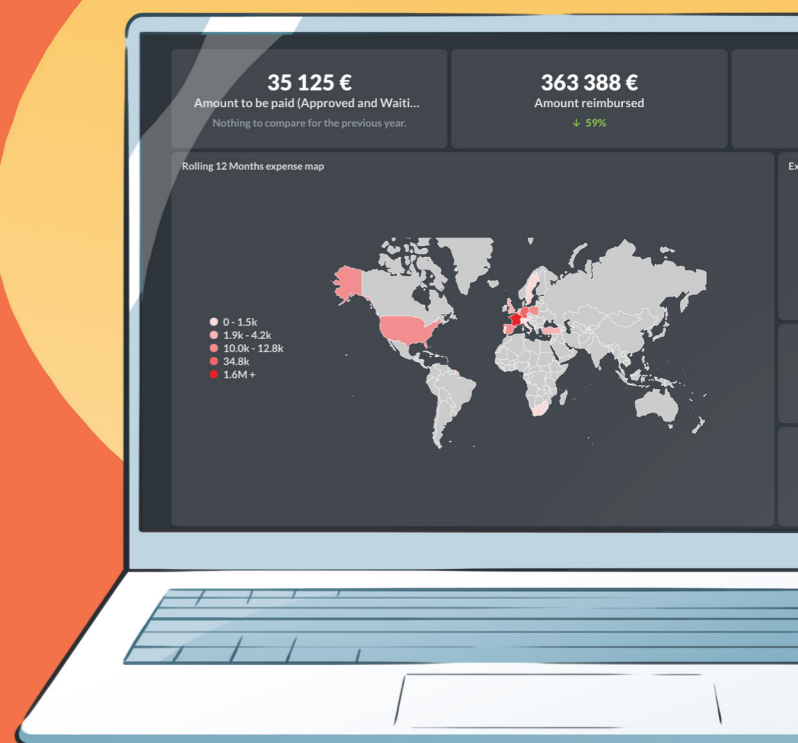 35 125 €
Amount to be paid (Approved and Waiti...
Nothing to compare for the previous year.
363 388 €
Amount reimbursed
↓ 59%
Rolling 12 Months expense map
Ex
0 - 1.5k
1.9k - 4.2k
10.0k - 12.8k
34.8k
1.6M +